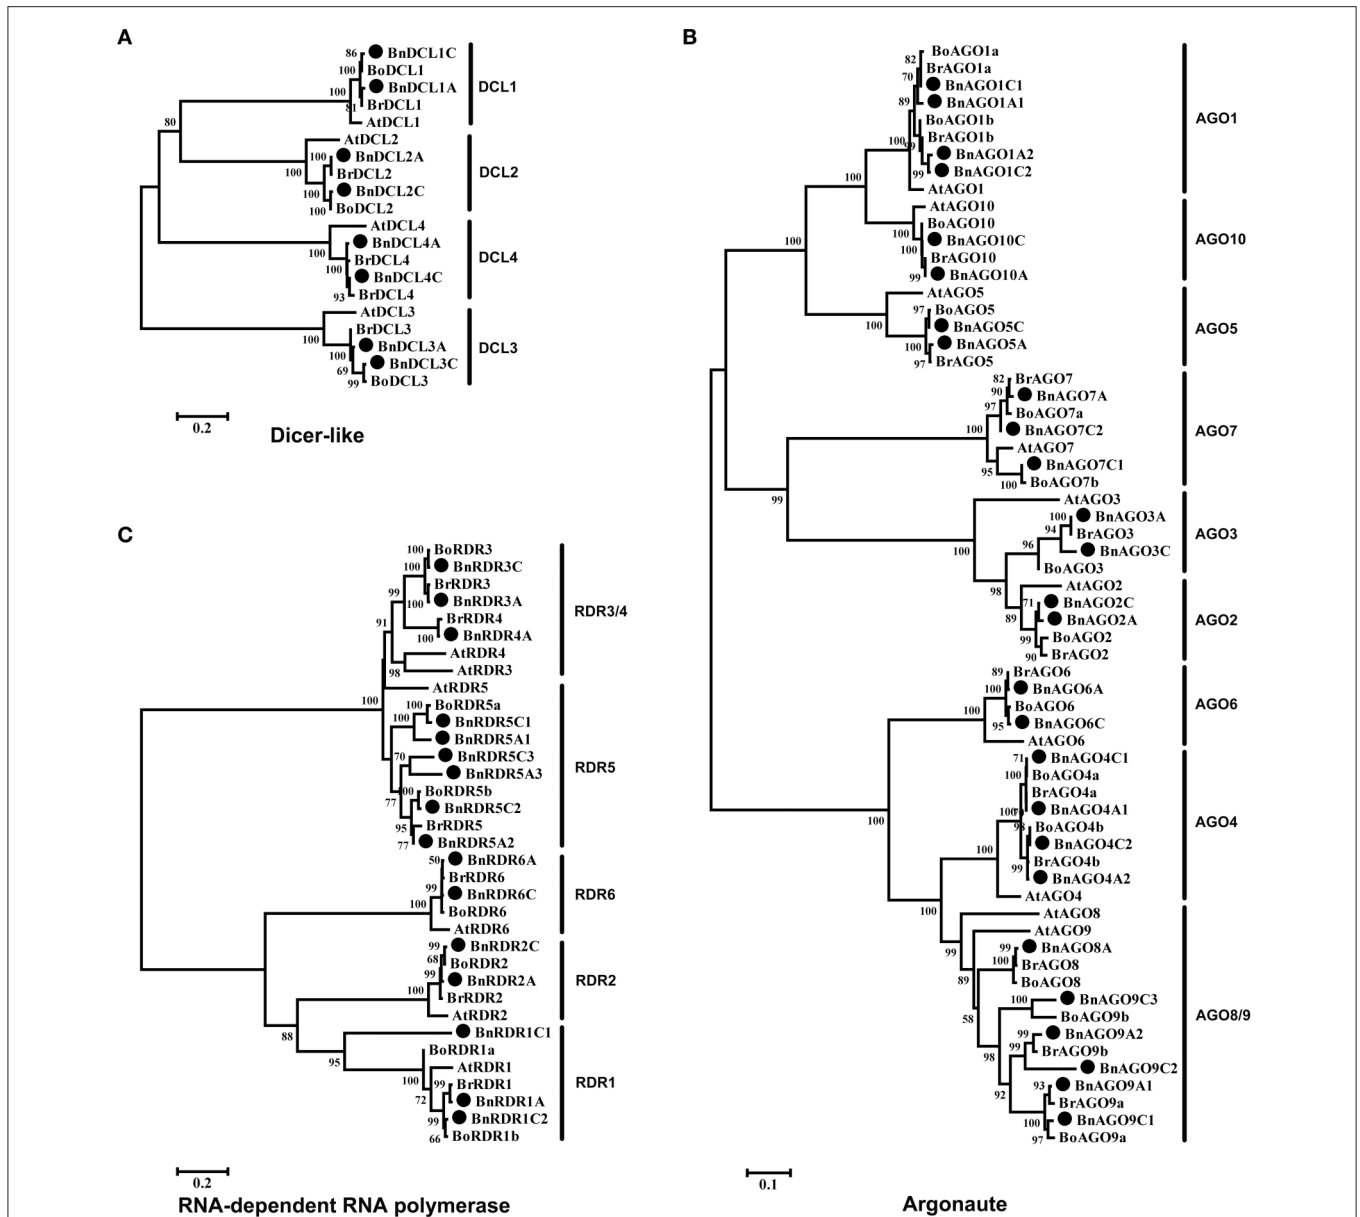 A
86
BnDCL1C
100
BoDCL1
BnDCL1A
100
81
BrDCL1
AtDCL1
DCL1
80
AtDCL2
100
BnDCL2A
BrDCL2
100
BnDCL2C
100
100
BoDCL2
DCL2
AtDCL4
BnDCL4A
100
BrDCL4
100
BnDCL4C
93
BrDCL4
DCL4
AtDCL3
BrDCL3
100
BnDCL3A
100
BnDCL3C
69
99
BoDCL3
DCL3
0.2
Dicer-like
B
BoAGO1a
82
BrAGO1a
70
BnAGO1C1
89
BnAGO1A1
BoAGO1b
BrAGO1b
100
99
BnAGO1A2
99
BnAGO1C2
AtAGO1
AGO1
100
AtAGO10
BoAGO10
100
BnAGO10C
100
BrAGO10
99
BnAGO10A
AGO10
100
AtAGO5
97
BoAGO5
BnAGO5C
100
100
BnAGO5A
97
BrAGO5
AGO5
82
BrAGO7
90
BnAGO7A
97
BoAGO7a
100
BnAGO7C2
AtAGO7
95
BnAGO7C1
100
BoAGO7b
AGO7
99
AtAGO3
100
BnAGO3A
94
BrAGO3
96
BnAGO3C
100
BoAGO3
AGO3
98
AtAGO2
71
BnAGO2C
89
BnAGO2A
99
BoAGO2
90
BrAGO2
AGO2
89
BrAGO6
100
BnAGO6A
100
BoAGO6
95
BnAGO6C
AtAGO6
AGO6
100
71
BnAGO4C1
100
BoAGO4a
BrAGO4a
100
BnAGO4A1
98
BoAGO4b
BnAGO4C2
100
99
BrAGO4b
BnAGO4A2
AtAGO4
AGO4
100
AtAGO8
99
AtAGO9
99
BnAGO8A
100
BrAGO8
89
BoAGO8
100
BnAGO9C3
58
BoAGO9b
99
BnAGO9A2
99
BrAGO9b
98
BnAGO9C2
93
BnAGO9A1
92
BrAGO9a
100
BnAGO9C1
97
BoAGO9a
AGO8/9
0.1
Argonaute
C
100
BoRDR3
100
BnRDR3C
BrRDR3
99
100
BnRDR3A
BrRDR4
91
100
BnRDR4A
AtRDR4
98
AtRDR3
RDR3/4
100
AtRDR5
BoRDR5a
100
100
BnRDR5C1
BnRDR5A1
70
BnRDR5C3
BnRDR5A3
77
100
BoRDR5b
BnRDR5C2
95
BrRDR5
77
BnRDR5A2
RDR5
50
BnRDR6A
BrRDR6
99
BnRDR6C
100
BoRDR6
AtRDR6
RDR6
99
BnRDR2C
68
BoRDR2
99
BnRDR2A
100
BrRDR2
AtRDR2
RDR2
88
BnRDR1C1
95
BoRDR1a
AtRDR1
100
99
BrRDR1
72
BnRDR1A
99
BnRDR1C2
66
BoRDR1b
RDR1
0.2
RNA-dependent RNA polymerase